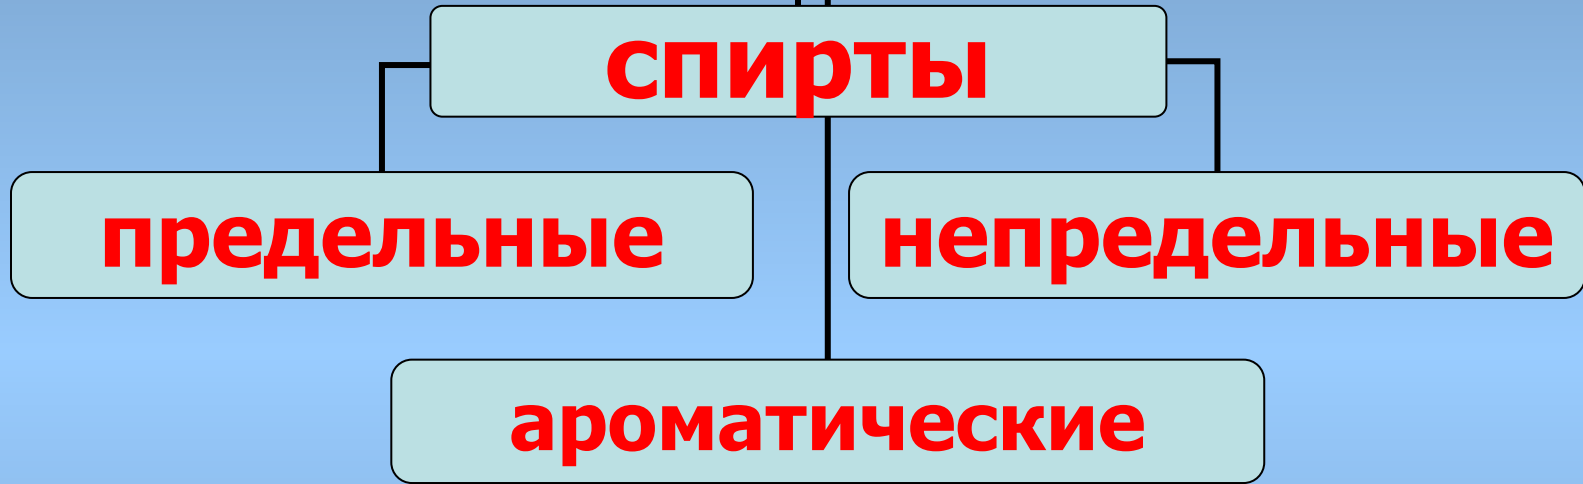 спирты
предельные
непредельные
ароматические